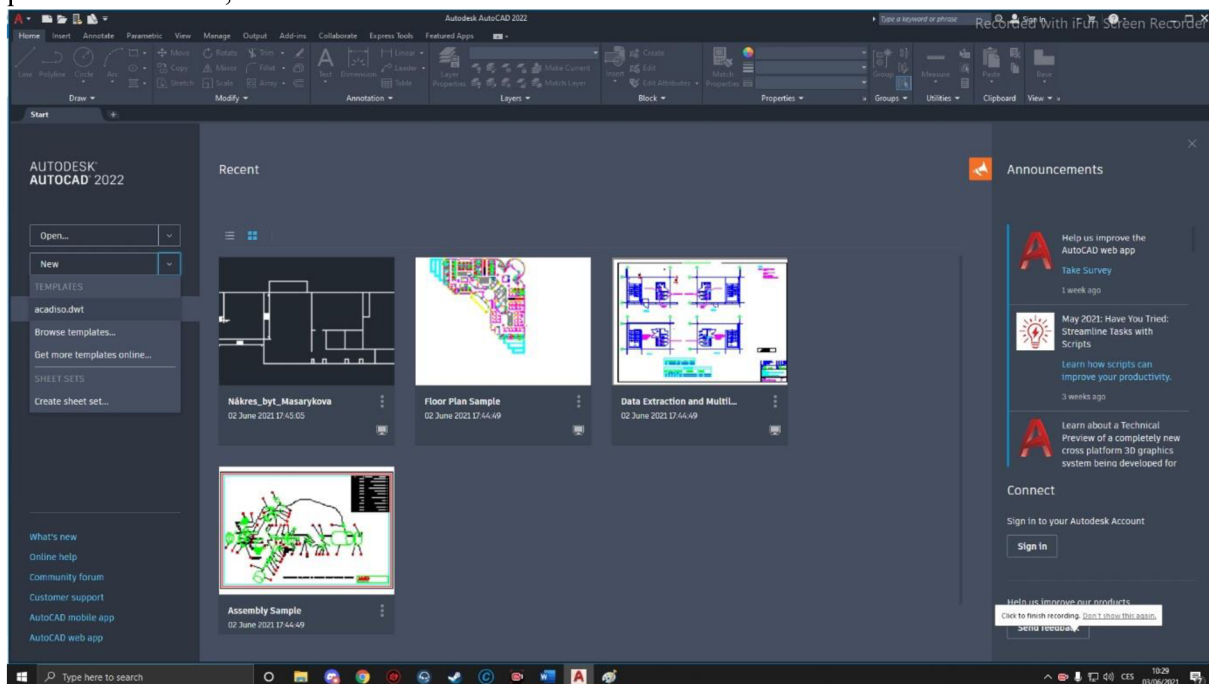 Autodesk AutoCAD 2022
Type a keyword or phrase
Sign In
Recorded with iFun Screen Recorder
Home Insert Annotate Parametric View Manage Output Add-ins Collaborate Express Tools Featured Apps
Line Polyline Circle Arc
Move Copy Stretch
Rotate Mirror Scale
Trim Fillet Array
Text Dimension
Linear Leader Table
Layer Properties
Make Current
Match Layer
Insert
Create
Edit
Edit Attributes
Match Properties
Group
Measure
Paste
Base
Draw Modify Annotation Layers Block Properties Groups Utilities Clipboard View
Start
AUTODESK®
AUTOCAD® 2022
Open...
New
TEMPLATES
acadiso.dwt
Browse templates...
Get more templates online...
SHEET SETS
Create sheet set...
What's new
Online help
Community forum
Customer support
AutoCAD mobile app
AutoCAD web app
Recent
Nákres_byt_Masarykova
02 June 2021 17:45:05
Floor Plan Sample
02 June 2021 17:44:49
Data Extraction and Multil...
02 June 2021 17:44:49
Assembly Sample
02 June 2021 17:44:49
Announcements
Help us improve the
AutoCAD web app
Take Survey
1 week ago
May 2021: Have You Tried:
Streamline Tasks with
Scripts
Learn how scripts can
improve your productivity.
3 weeks ago
Learn about a Technical
Preview of a completely new
cross platform 3D graphics
system being developed for
Connect
Sign in to your Autodesk Account
Sign in
Help us improve our products
Click to finish recording. Don't show this again.
Send feedback
Type here to search
CES
10:29
03/06/2021